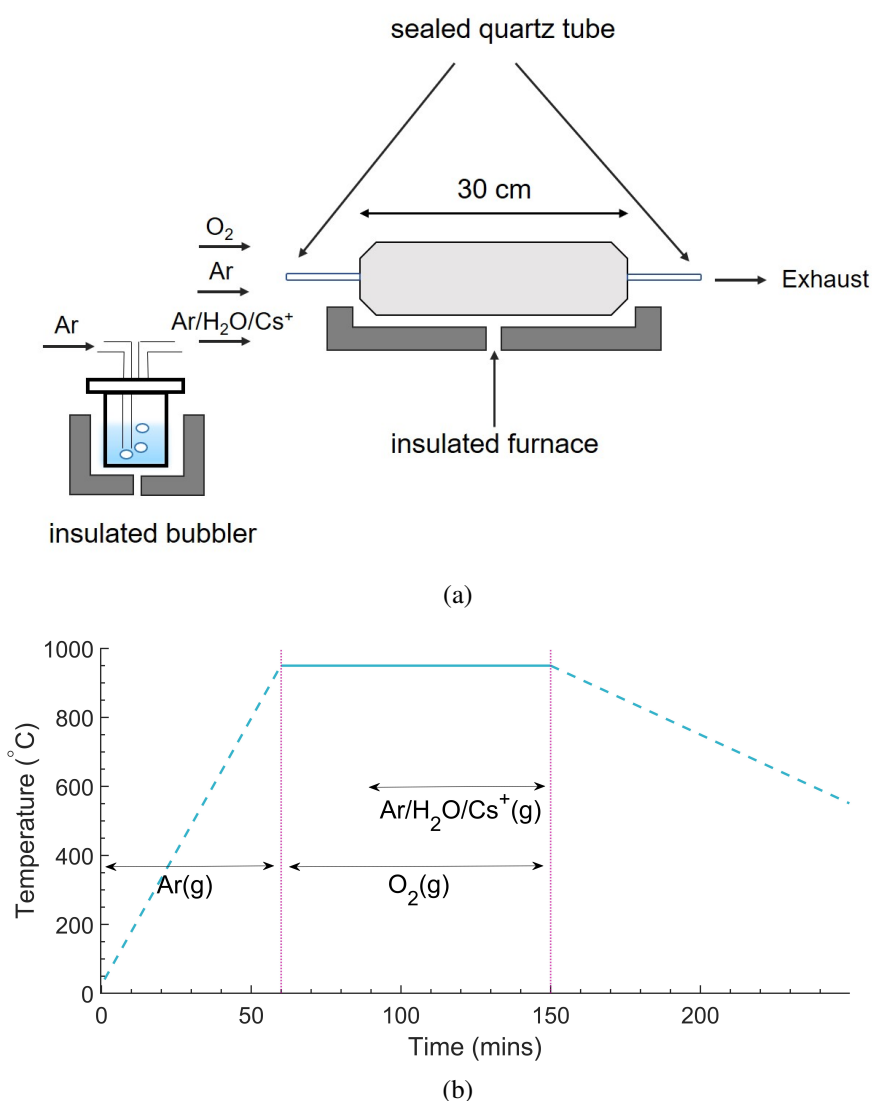 sealed quartz tube
30 cm
O₂
Ar
Ar/H₂O/Cs⁺
Ar
Exhaust
insulated furnace
insulated bubbler
(a)
1000
800
600
400
200
0
Temperature (°C)
Ar/H₂O/Cs⁺(g)
Ar(g)
O₂(g)
0
50
100
150
200
Time (mins)
(b)